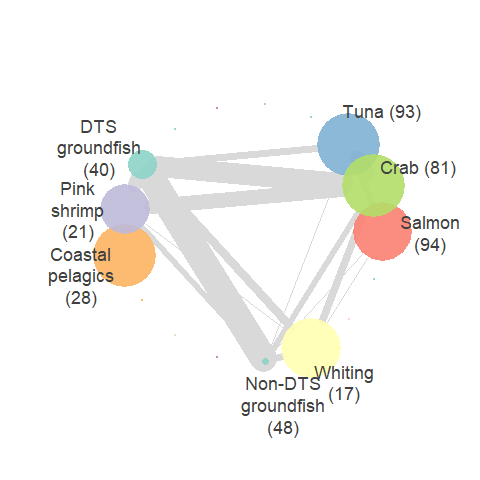 Tuna (93)
DTS
groundfish
(40)
Crab (81)
Pink
shrimp
(21)
Salmon
(94)
Coastal
pelagics
(28)
Whiting
(17)
Non-DTS
groundfish
(48)